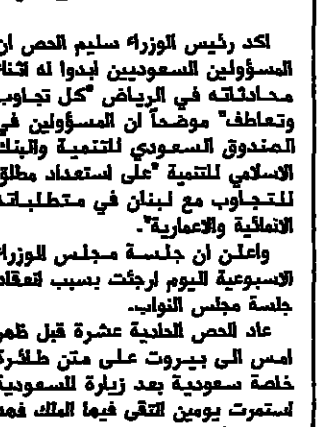 اكد رئيس الوزراء سليم الحص ان
المسؤولين السعوديين ابدوا له اثناء
محادثاته في الرياض "كل تجاوب
وتعاطف" موضحاً ان المسؤولين في
الصندوق السعودي للتنمية والبنك
الاسلامي للتنمية "على استعداد مطلق
للتجاوب مع لبنان في متطلباته
الانمائية والاعمارية".
واعلن ان جلسة مجلس الوزراء
الاسبوعية اليوم ارجئت بسبب انعقاد
جلسة مجلس النواب.
عاد الحص الحادية عشرة قبل ظهر
امس الى بيروت على متن طائرة
خاصة سعودية بعد زيارة للسعودية
استمرت يومين التقى فيها الملك فهد